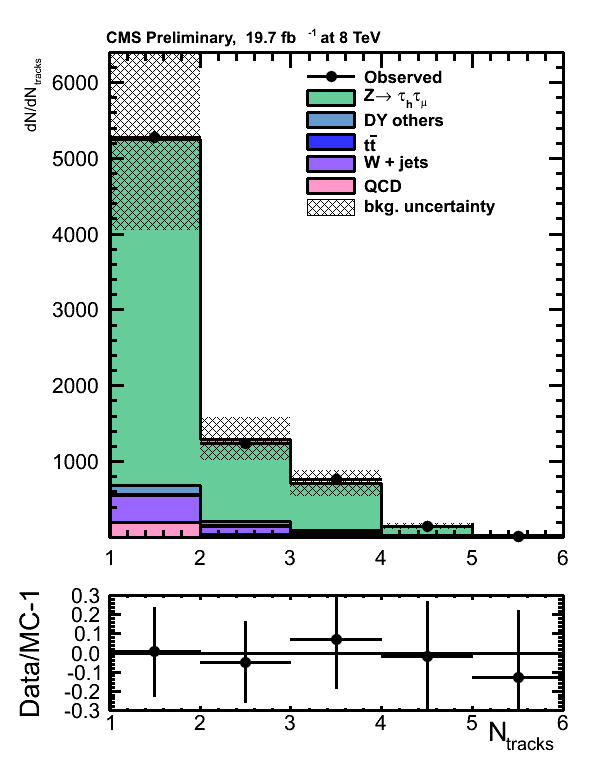 CMS Preliminary, 19.7 fb -1 at 8 TeV
dN/dNtracks
6000
5000
4000
3000
2000
1000
Observed
Z→ τhτμ
DY others
tt̄
W + jets
QCD
bkg. uncertainty
1 2 3 4 5 6
Data/MC-1
0.3
0.2
0.1
0.0
-0.1
-0.2
-0.3
1 2 3 4 5 6
Ntracks